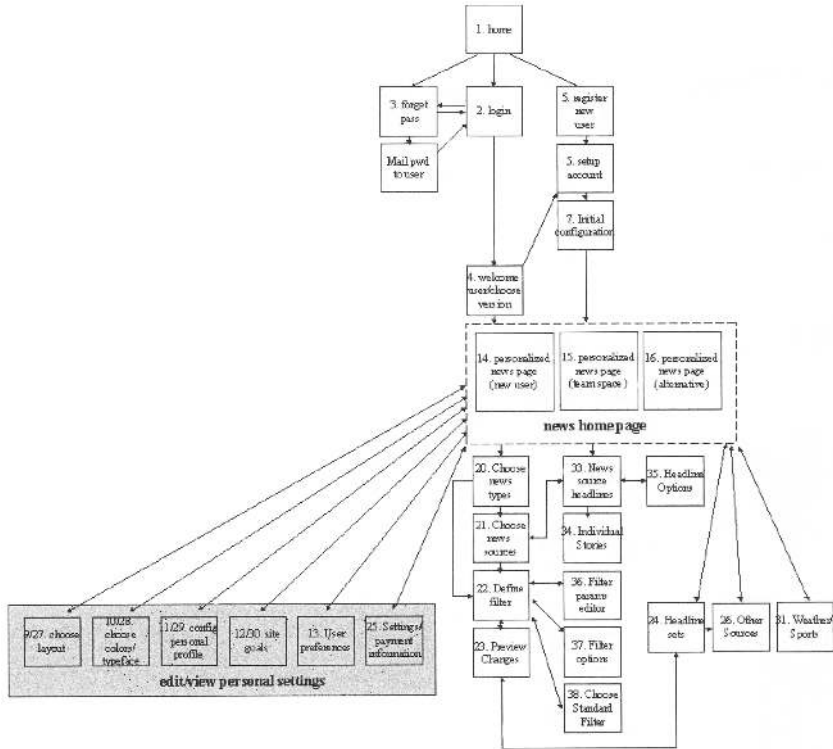 1. home
3. forget
pass
2. login
5. register
new
user
Mail pwd
to user
5. setup
account
7. Initial
configuration
4. welcome
user/choose
version
14. personalized
news page
(new user)
15. personalized
news page
(team space)
16. personalized
news page
(alternative)
news home page
20. Choose
news
types
33. News
source
headlines
35. Headline
Options
21. Choose
news
sources
34. Individual
Stories
22. Define
filter
36. Filter
params
editor
9/27. choose
layout
10/28.
choose
colors/
typeface
11/29. config
personal
profile
12/30. site
goals
13. User
preferences
25. Settings/
payment
information
edit/view personal settings
23. Preview
Changes
37. Filter
options
24. Headline
sets
26. Other
Sources
31. Weather/
Sports
38. Choose
Standard
Filter